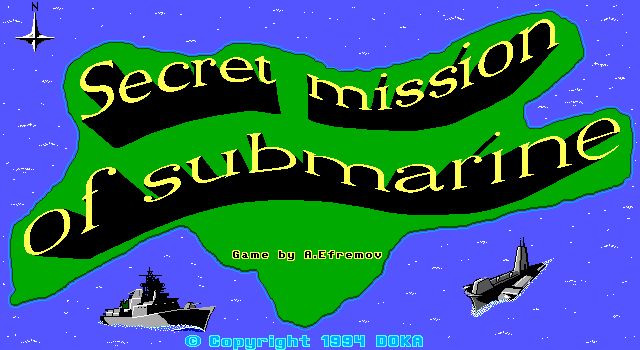 N
Secret mission
of submarine
Game by A.Efremov
© Copyright 1994 DOKA